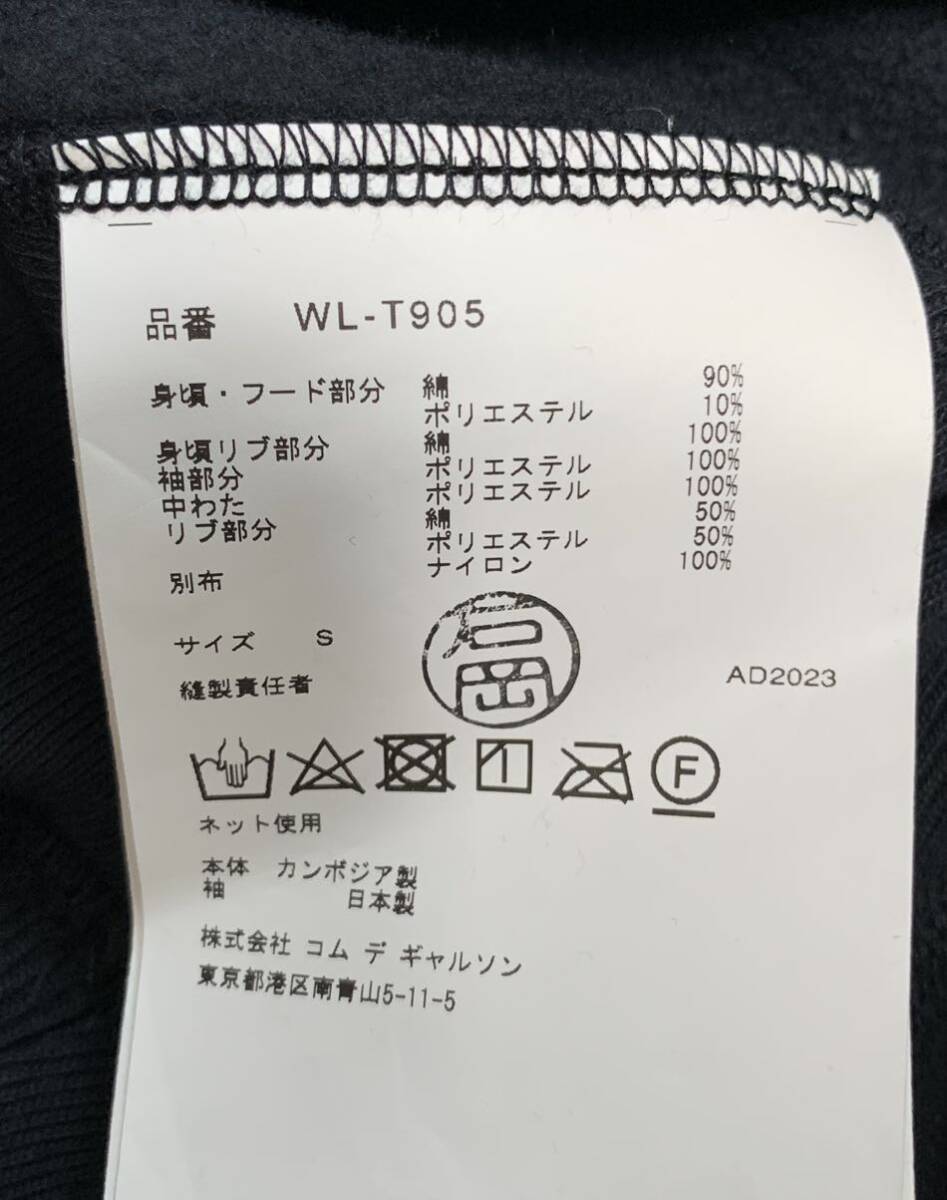 品番 WL-T905
身頃・フード部分 綿 90%
ポリエステル 10%
身頃リブ部分 綿 100%
袖部分 ポリエステル 100%
中わた ポリエステル 100%
リブ部分 綿 50%
ポリエステル 50%
別布 ナイロン 100%
サイズ S
石岡
縫製責任者
AD2023
F
ネット使用
本体 カンボジア製
袖 日本製
株式会社 コム デ ギャルソン
東京都港区南青山5-11-5